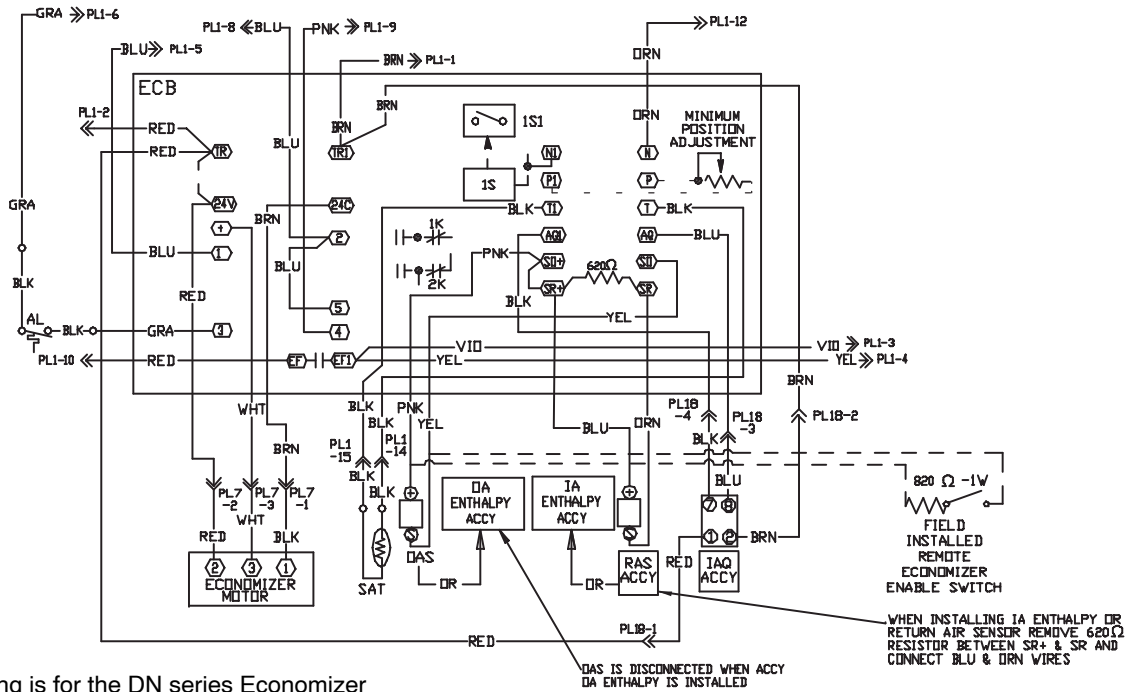 GRA PL1-6
PL1-8 BLU
PNK PL1-9
PL1-12
BLU PL1-5
BRN PL1-1
ORN
ECB
PL1-2
RED
RED
TR
BLU
BRN
BRN
TR1
1S1
1S
N1
ORN
N
MINIMUM
POSITION
ADJUSTMENT
P1
P
GRA
24V
BRN
24C
BLK
T1
T
BLK
+
1K
2
AQ1
AQ
BLU
BLU
1
BLU
PNK
SO+
SO
RED
2K
620Ω
BLK
BLK
SR+
SR
5
YEL
AL
BLK
GRA
3
4
VIO
VIO PL1-3
PL1-10
RED
EF
EF1
YEL
YEL PL1-4
BRN
WHT
BLK
BLK
PNK
YEL
PL18
-4
PL18
-3
PL18-2
BLU
ORN
BLK
BRN
PL1
-15
PL1
-14
BLK
BLK
BLU
820 Ω -1W
PL7
-2
PL7
-3
PL7
-1
+
OA
ENTHALPY
ACCY
IA
ENTHALPY
ACCY
+
7 8
RED
WHT
BLK
S
S
1 2
BRN
FIELD
INSTALLED
REMOTE
ECONOMIZER
ENABLE SWITCH
2
3
1
ECONOMIZER
MOTOR
SAT
OAS
OR
OR
RAS
ACCY
RED
IAQ
ACCY
RED
PL18-1
WHEN INSTALLING IA ENTHALPY OR
RETURN AIR SENSOR REMOVE 620Ω
RESISTOR BETWEEN SR+ & SR AND
CONNECT BLU & ORN WIRES
OAS IS DISCONNECTED WHEN ACCY
OA ENTHALPY IS INSTALLED
is for the DN series Economizer